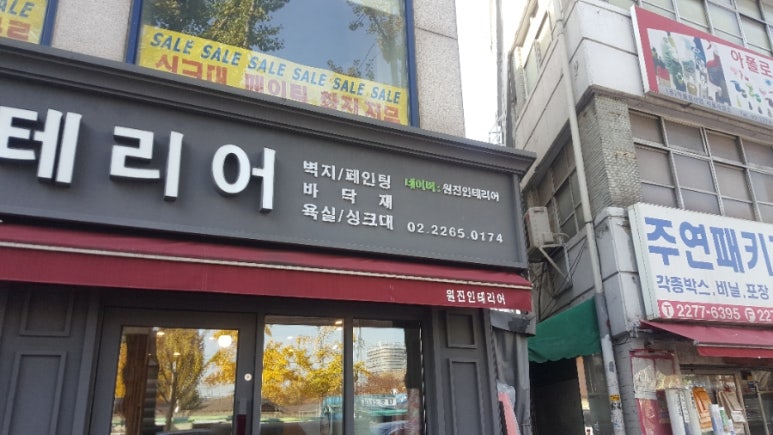 SALE SALE SALE SALE SALE SALE
싱크대 페인팅
테리어
벽지/페인팅
바 닥 재
욕실/싱크대
네이버: 원진인테리어
02.2265.0174
원진인테리어
아폴로
주연패키
각종박스, 비닐, 포장
T 2277-6395 F 227